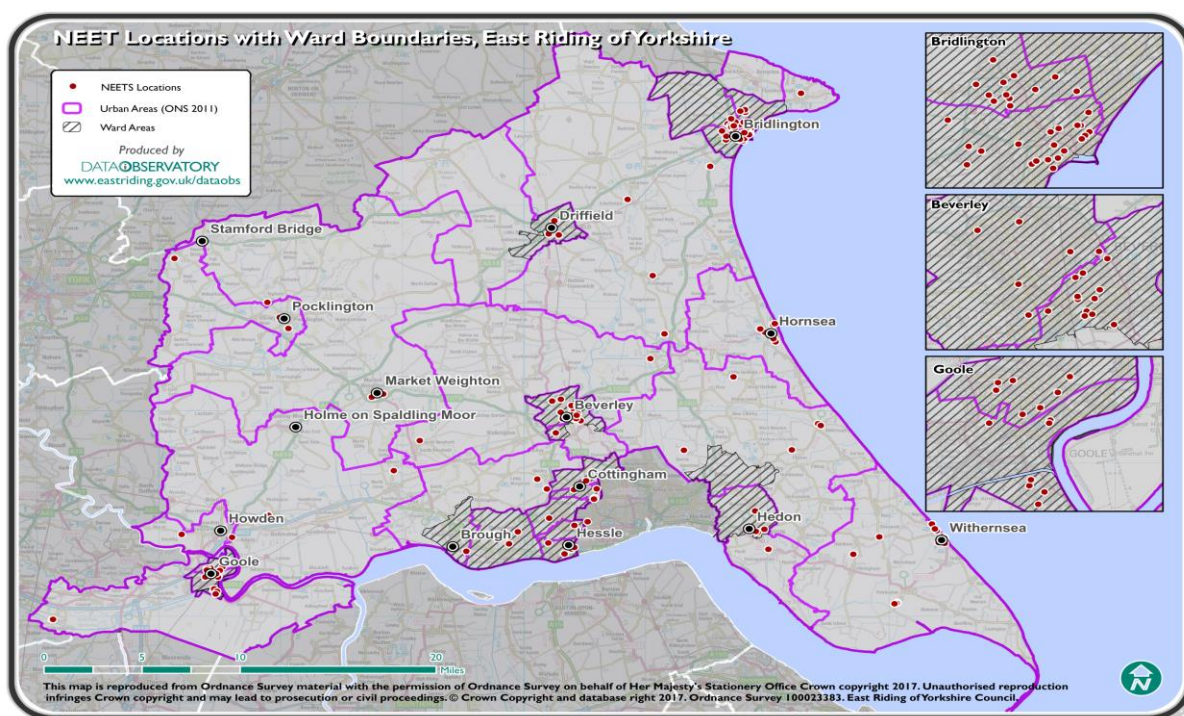 NEET Locations with Ward Boundaries, East Riding of Yorkshire
NEETS Locations
Urban Areas (ONS 2011)
Ward Areas
Produced by
DATA OBSERVATORY
www.eastriding.gov.uk/dataobs
Bridlington
Bridlington
Driffield
Stamford Bridge
Beverley
Pocklington
Hornsea
Market Weighton
Goole
Beverley
Holme on Spaldling Moor
GOOLE
Cottingham
Howden
Hedon
Withernsea
Brough
Hessle
Goole
0 5 10 20
Miles
N
This map is reproduced from Ordnance Survey material with the permission of Ordnance Survey on behalf of Her Majesty's Stationery Office Crown copyright 2017. Unauthorised reproduction
infringes Crown copyright and may lead to prosecution or civil proceedings. © Crown Copyright and database right 2017. Ordnance Survey 100023383. East Riding of Yorkshire Council.